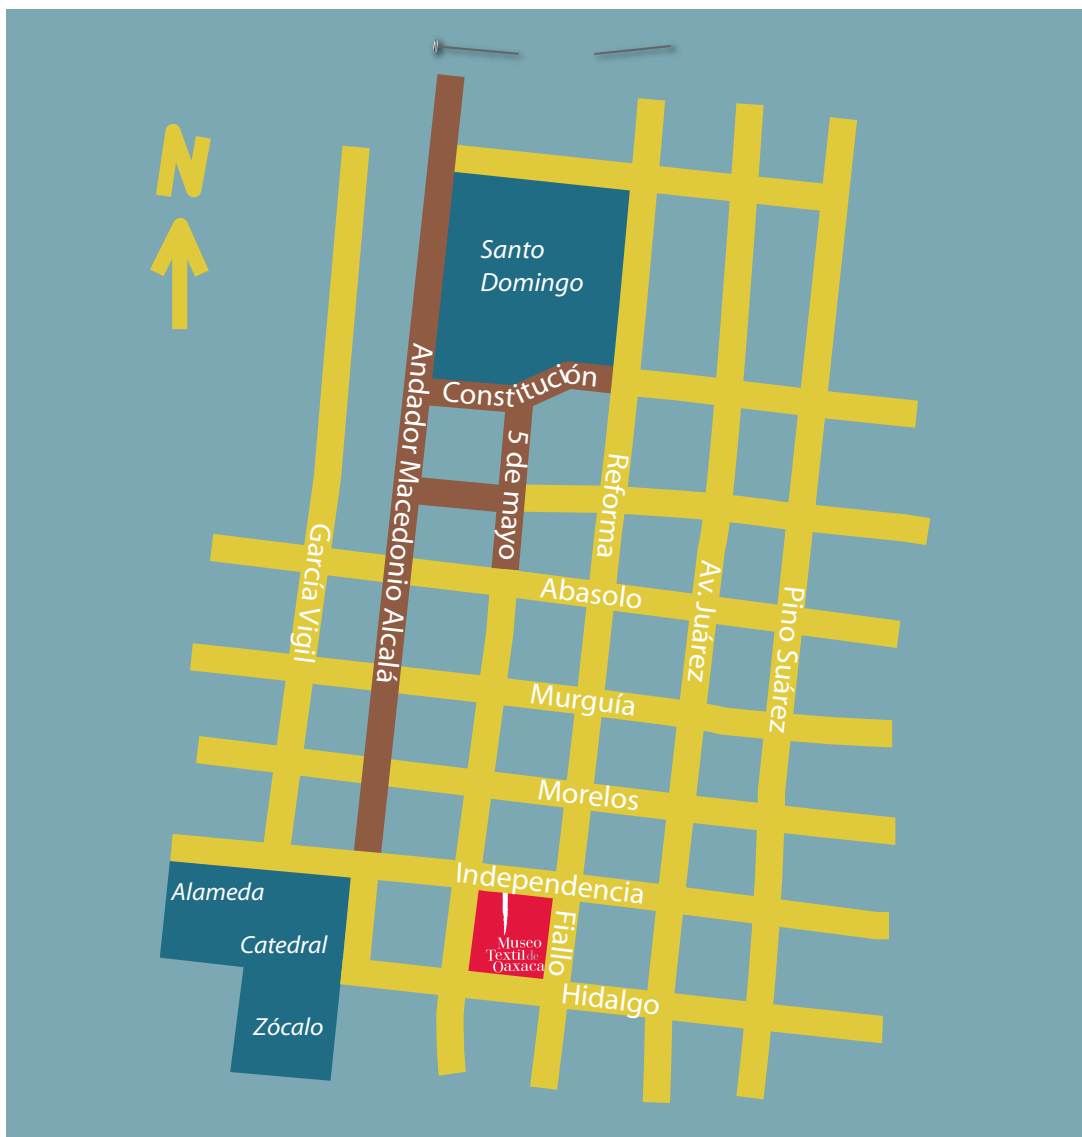 N
Santo
Domingo
Andador Macedonio Alcalá
Constitución
5 de mayo
Reforma
García Vigil
Abasolo
Av. Juárez
Pino Suárez
Murguía
Morelos
Independencia
Alameda
Catedral
Zócalo
Museo
Textil de
Oaxaca
Fiallo
Hidalgo